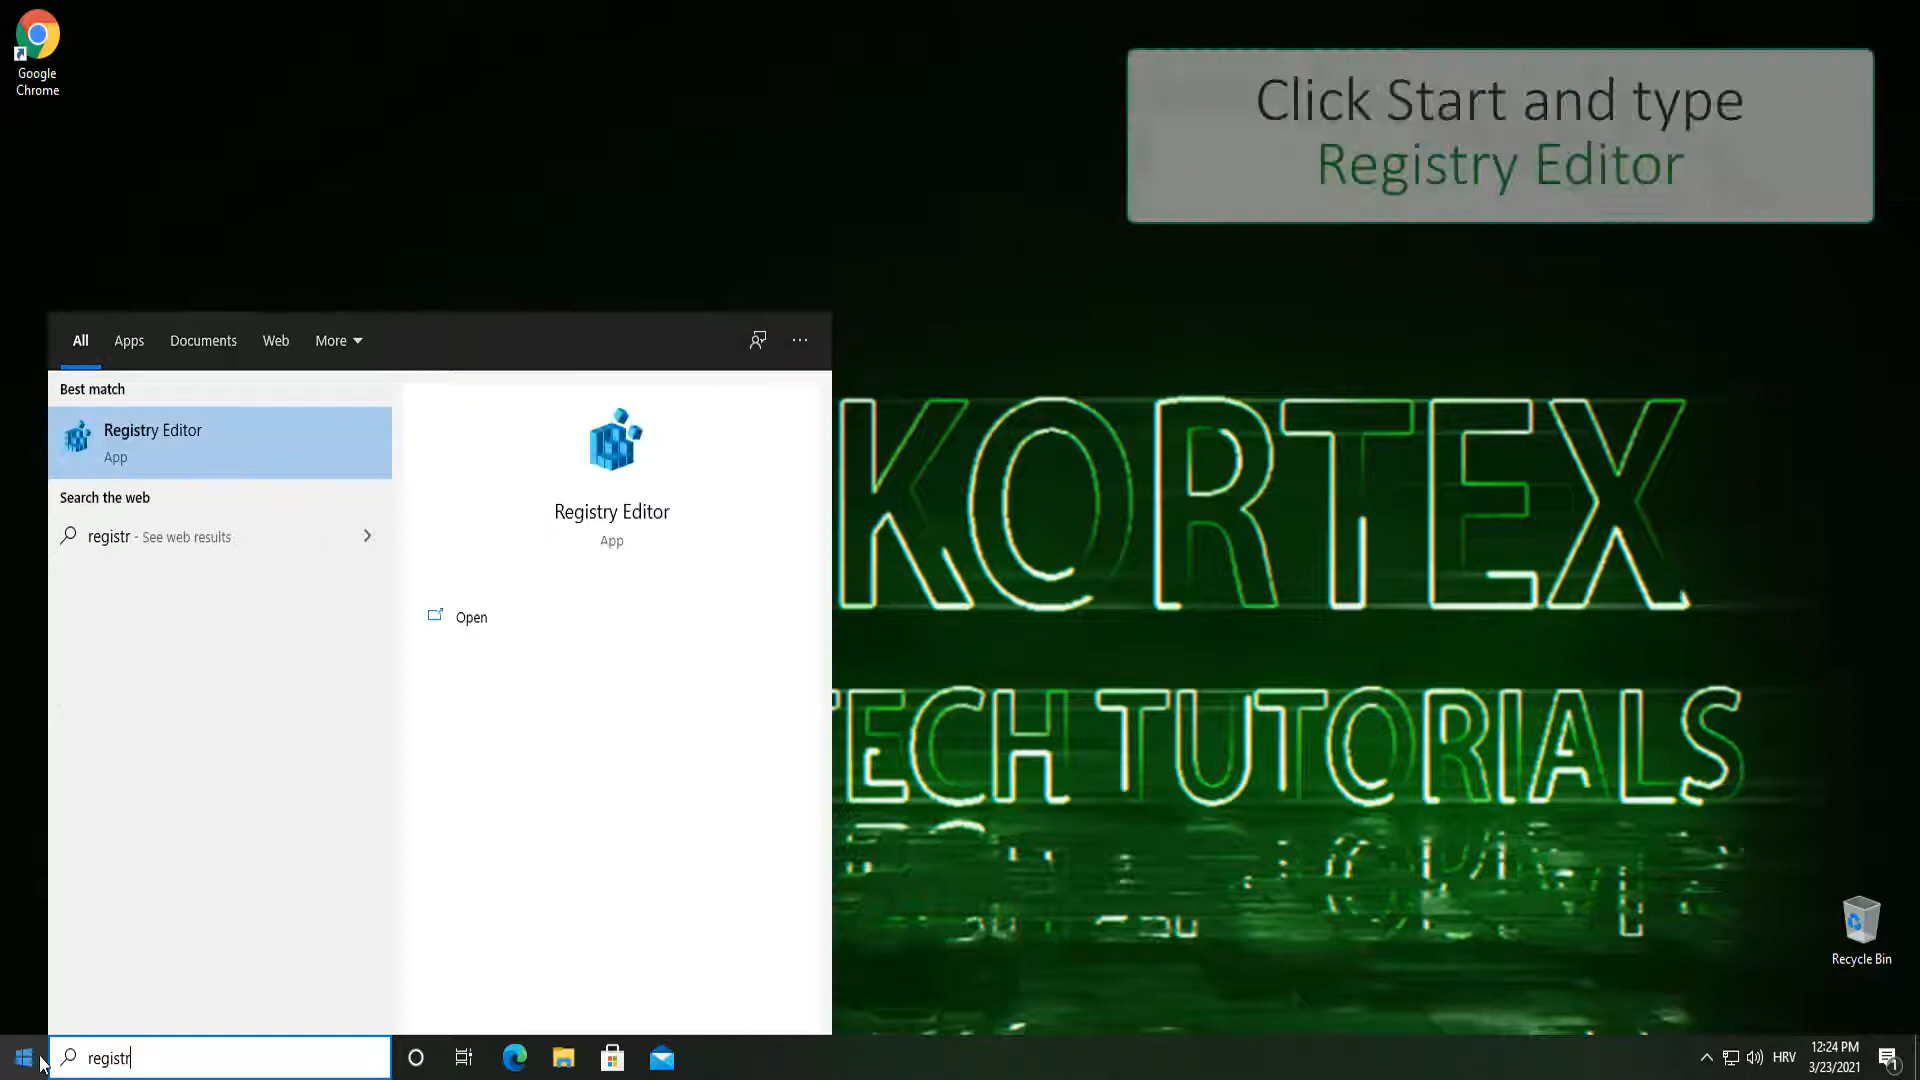 Google
Chrome
Click Start and type
Registry Editor
All Apps Documents Web More
Best match
Registry Editor
App
Search the web
registr - See web results
Registry Editor
App
Open
KORTEX
TECH TUTORIALS
Recycle Bin
registr
HRV
12:24 PM
3/23/2021
1